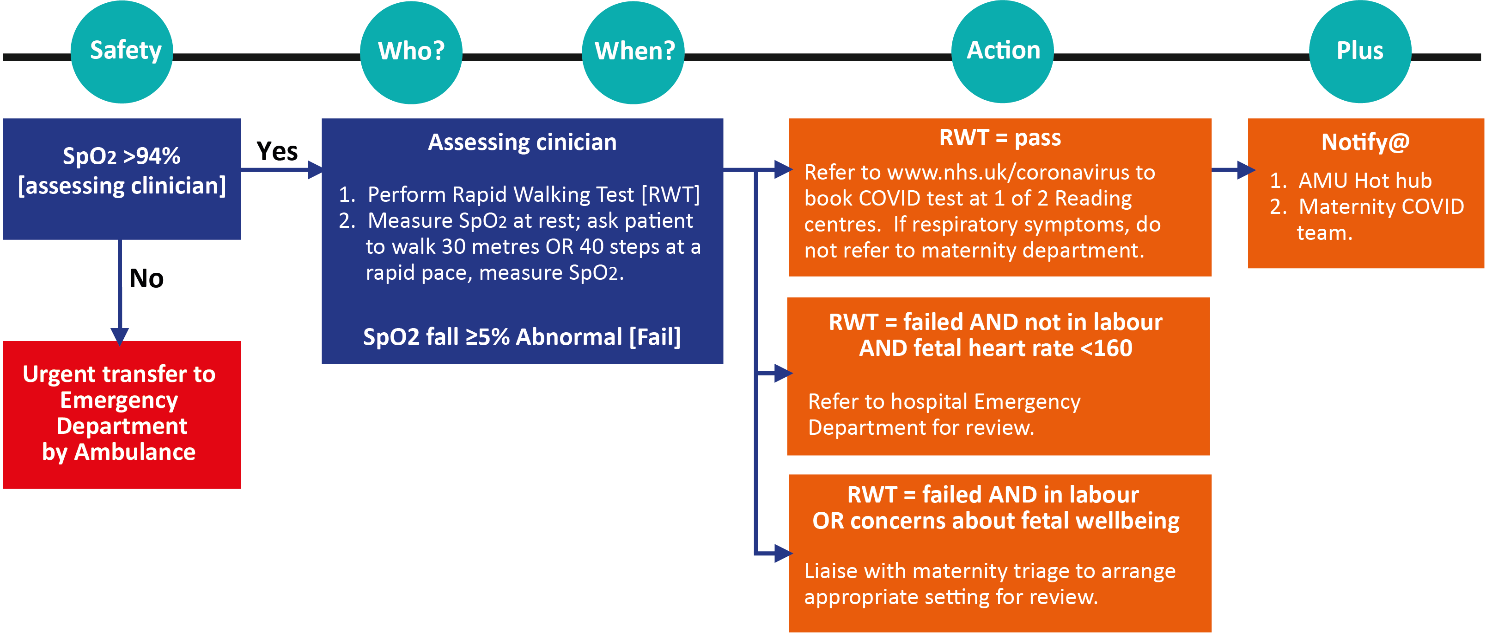 Safety
Who?
When?
Action
Plus
SpO2 >94%
[assessing clinician]
Yes
No
Urgent transfer to
Emergency
Department
by Ambulance
Assessing cinician
1. Perform Rapid Walking Test [RWT]
2. Measure SpO2 at rest; ask patient
to walk 30 metres OR 40 steps at a
rapid pace, measure SpO2.
SpO2 fall ≥5% Abnormal [Fail]
RWT = pass
Refer to www.nhs.uk/coronavirus to
book COVID test at 1 of 2 Reading
centres. If respiratory symptoms, do
not refer to maternity department.
RWT = failed AND not in labour
AND fetal heart rate <160
Refer to hospital Emergency
Department for review.
RWT = failed AND in labour
OR concerns about fetal wellbeing
Liaise with maternity triage to arrange
appropriate setting for review.
Notify@
1. AMU Hot hub
2. Maternity COVID
team.